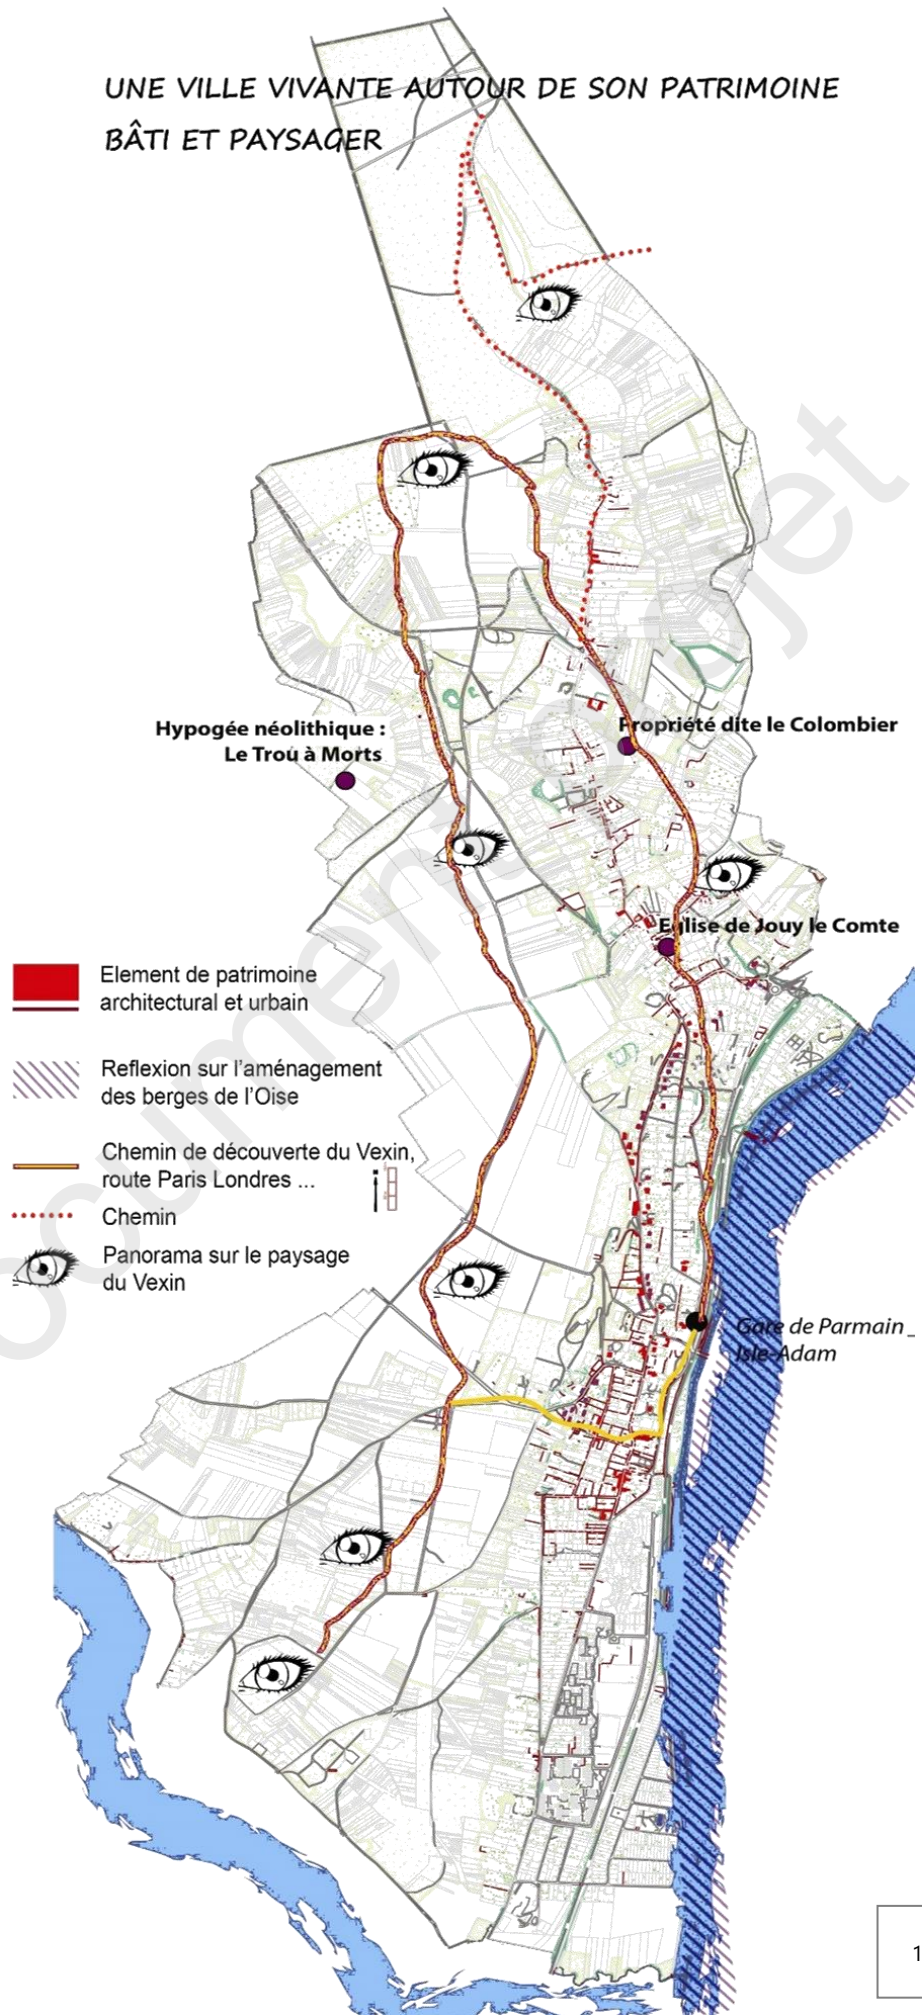 UNE VILLE VIVANTE AUTOUR DE SON PATRIMOINE
BÂTI ET PAYSAGER
Hypogée néolithique :
Le Trou à Morts
Propriété dite le Colombier
Eglise de Jouy le Comte
Element de patrimoine
architectural et urbain
Reflexion sur l'aménagement
des berges de l'Oise
Chemin de découverte du Vexin,
route Paris Londres ...
Chemin
Panorama sur le paysage
du Vexin
Gare de Parmain _
Isle-Adam
ocument projet
1